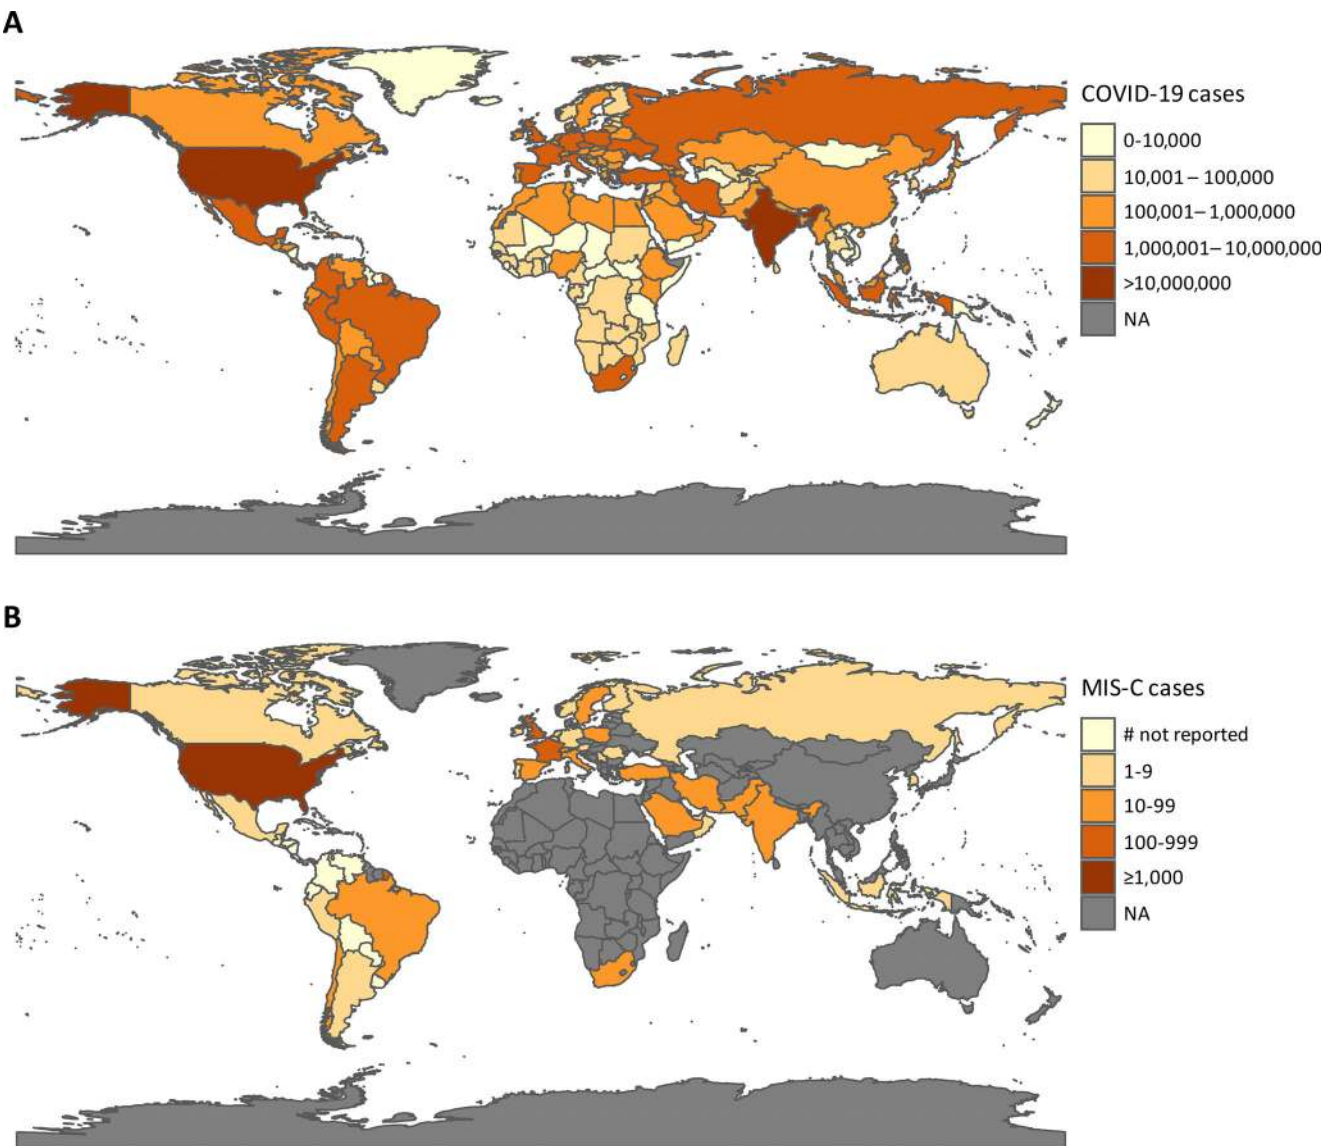 A
COVID-19 cases
0-10,000
10,001 – 100,000
100,001– 1,000,000
1,000,001– 10,000,000
>10,000,000
NA
B
MIS-C cases
# not reported
1-9
10-99
100-999
≥1,000
NA